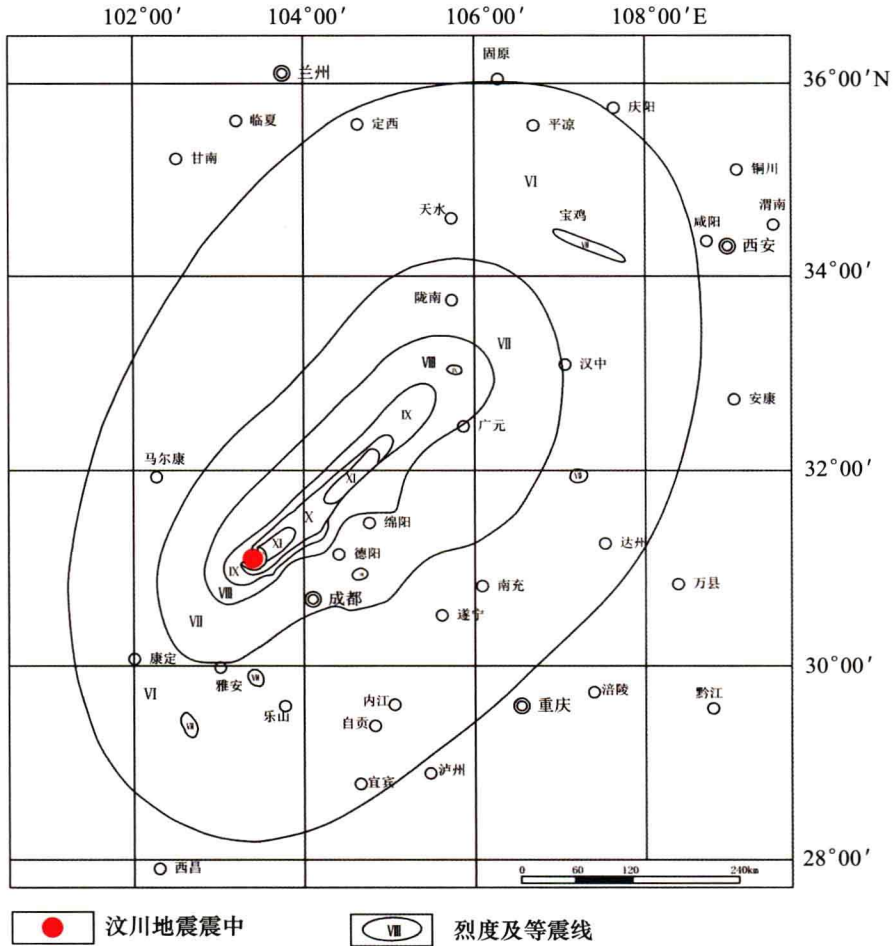 102°00′ 104°00′ 106°00′ 108°00′E
固原
兰州
36°00′N
庆阳
临夏
定西
平凉
甘南
铜川
VI
渭南
天水
宝鸡
咸阳
西安
VII
34°00′
陇南
VII
VIII
汉中
IX
安康
广元
马尔康
32°00′
XI
VII
X
绵阳
XI
德阳
达州
IX
万县
VIII
成都
南充
遂宁
VII
康定
30°00′
雅安
VII
VI
内江
涪陵
乐山
重庆
黔江
自贡
VII
泸州
宜宾
28°00′
西昌
0 60 120 240km
汶川地震震中
VIII
烈度及等震线